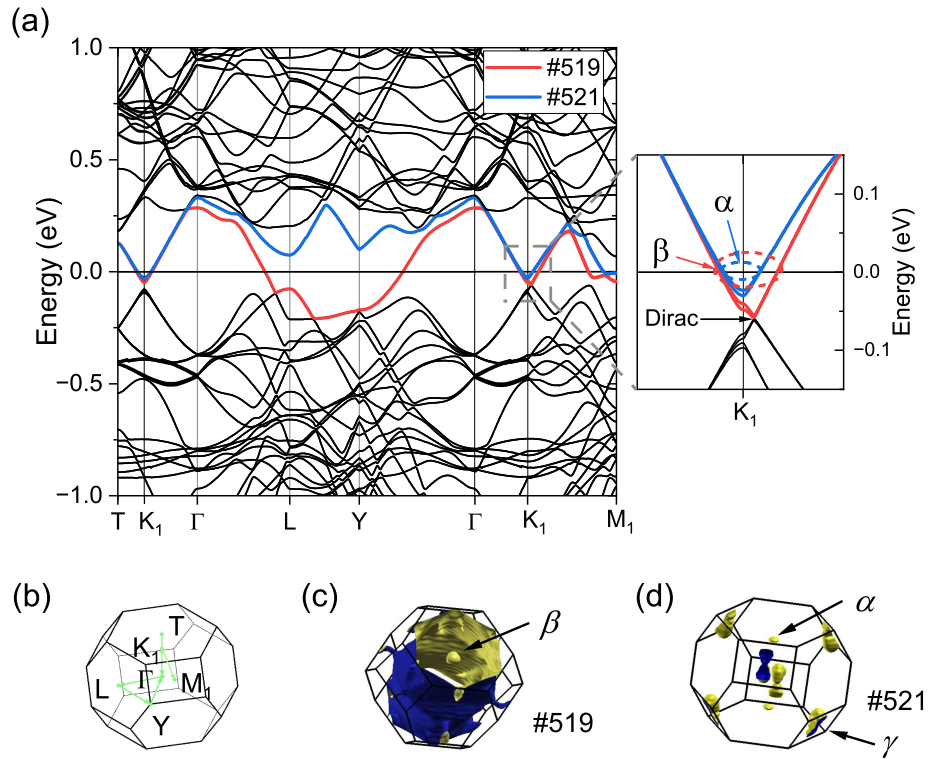 (a)
1.0
0.5
0.0
−0.5
−1.0
Energy (eV)
#519
#521
T K₁ Γ L Y Γ K₁ M₁
α
β
Dirac
0.1
0.0
−0.1
Energy (eV)
K₁
(b)
T
K₁
Γ
L
M₁
Y
(c)
β
#519
(d)
α
#521
γ